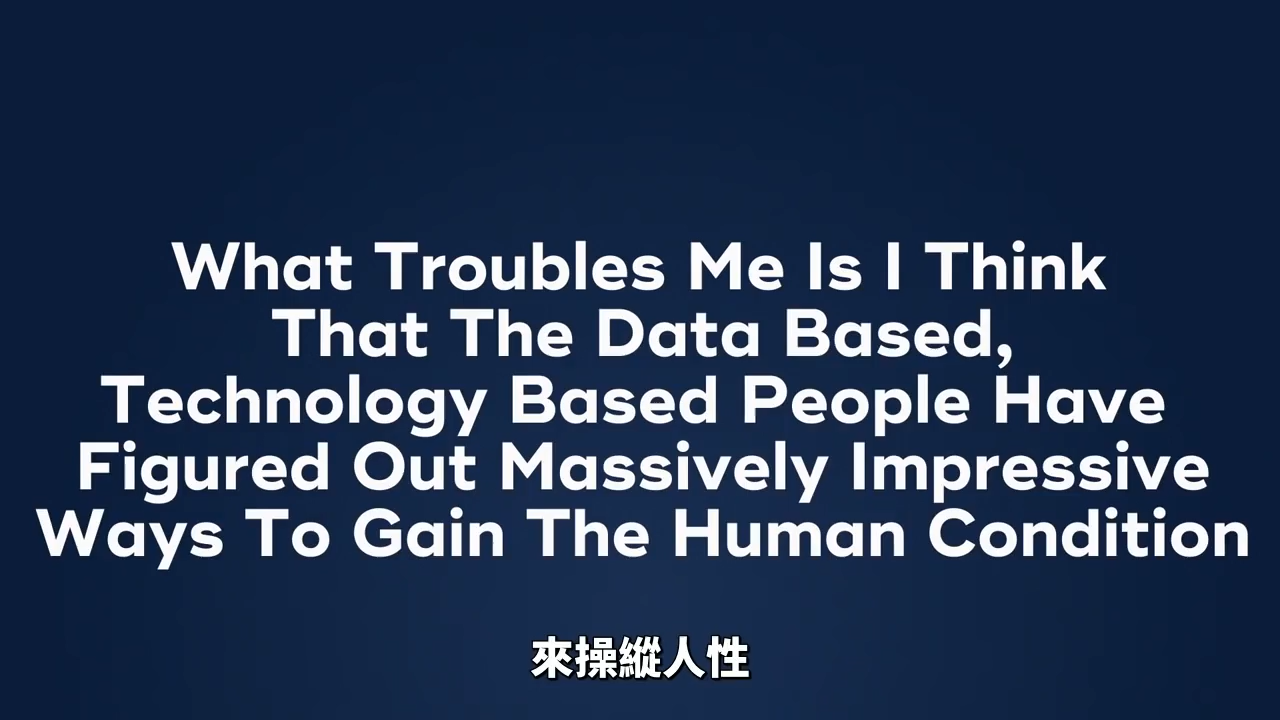 What Troubles Me Is I Think
That The Data Based,
Technology Based People Have
Figured Out Massively Impressive
Ways To Gain The Human Condition
來操縱人性